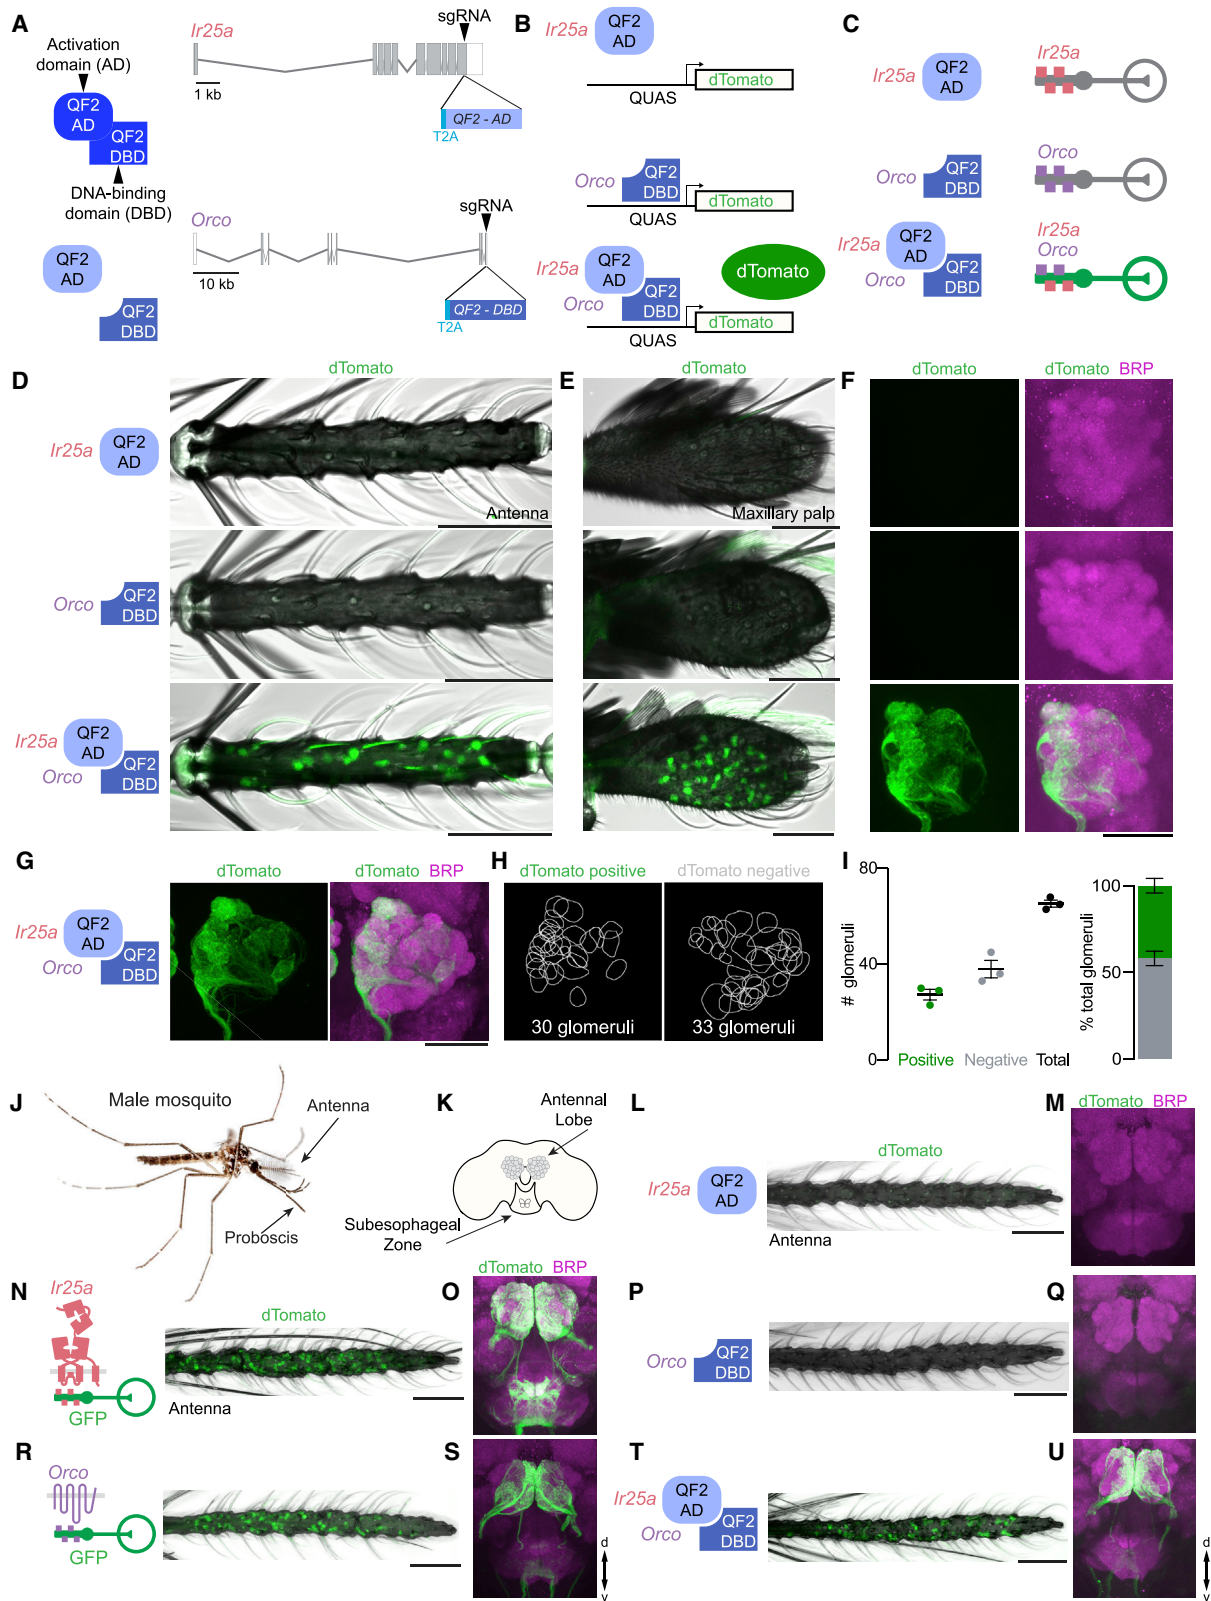 A
Activation
domain (AD)
QF2
AD
QF2
DBD
DNA-binding
domain (DBD)
QF2
AD
QF2
DBD
Ir25a
sgRNA
1 kb
QF2 - AD
T2A
Orco
sgRNA
10 kb
QF2 - DBD
T2A
B
Ir25a
QF2
AD
dTomato
QUAS
Orco
QF2
DBD
dTomato
QUAS
Ir25a
QF2
AD
Orco
QF2
DBD
dTomato
dTomato
QUAS
C
Ir25a
QF2
AD
Ir25a
Orco
QF2
DBD
Orco
Ir25a
QF2
AD
Orco
QF2
DBD
Ir25a
Orco
D
dTomato
Ir25a
QF2
AD
Antenna
Orco
QF2
DBD
Ir25a
QF2
AD
Orco
QF2
DBD
E
dTomato
Maxillary palp
F
dTomato
dTomato BRP
G
dTomato
dTomato BRP
Ir25a
QF2
AD
Orco
QF2
DBD
H
dTomato positive
dTomato negative
30 glomeruli
33 glomeruli
I
# glomeruli
80
40
0
Positive
Negative
Total
% total glomeruli
100
50
0
J
Male mosquito
Antenna
Proboscis
K
Antennal
Lobe
Subesophageal
Zone
L
dTomato
Ir25a
QF2
AD
Antenna
M
dTomato BRP
N
Ir25a
GFP
dTomato
Antenna
O
dTomato BRP
P
Orco
QF2
DBD
Q
R
Orco
GFP
S
T
Ir25a
QF2
AD
Orco
QF2
DBD
U
d
v